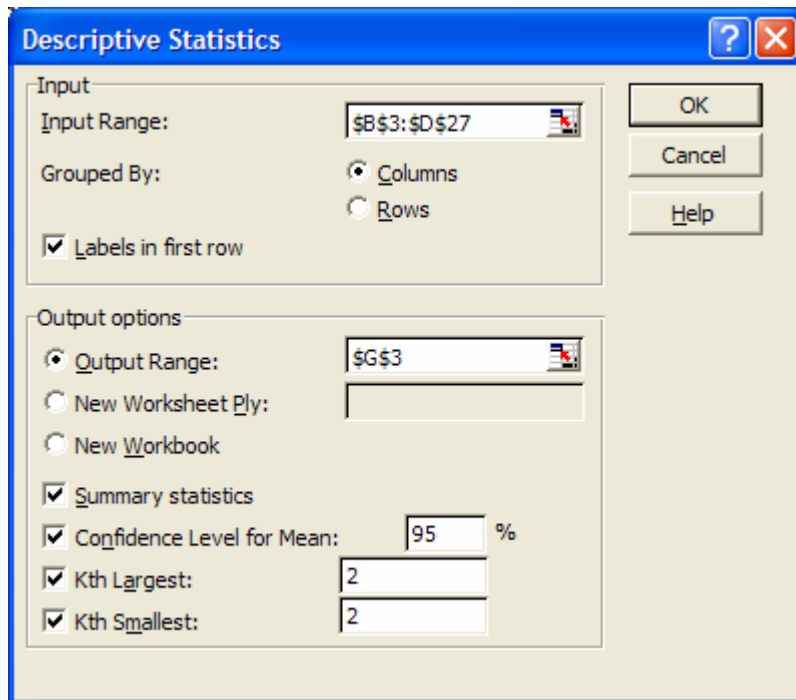 Descriptive Statistics
Input
Input Range: $B$3:$D$27
OK
Cancel
Grouped By: Columns
Rows
Help
Labels in first row
Output options
Output Range: $G$3
New Worksheet Ply:
New Workbook
Summary statistics
Confidence Level for Mean: 95 %
Kth Largest: 2
Kth Smallest: 2